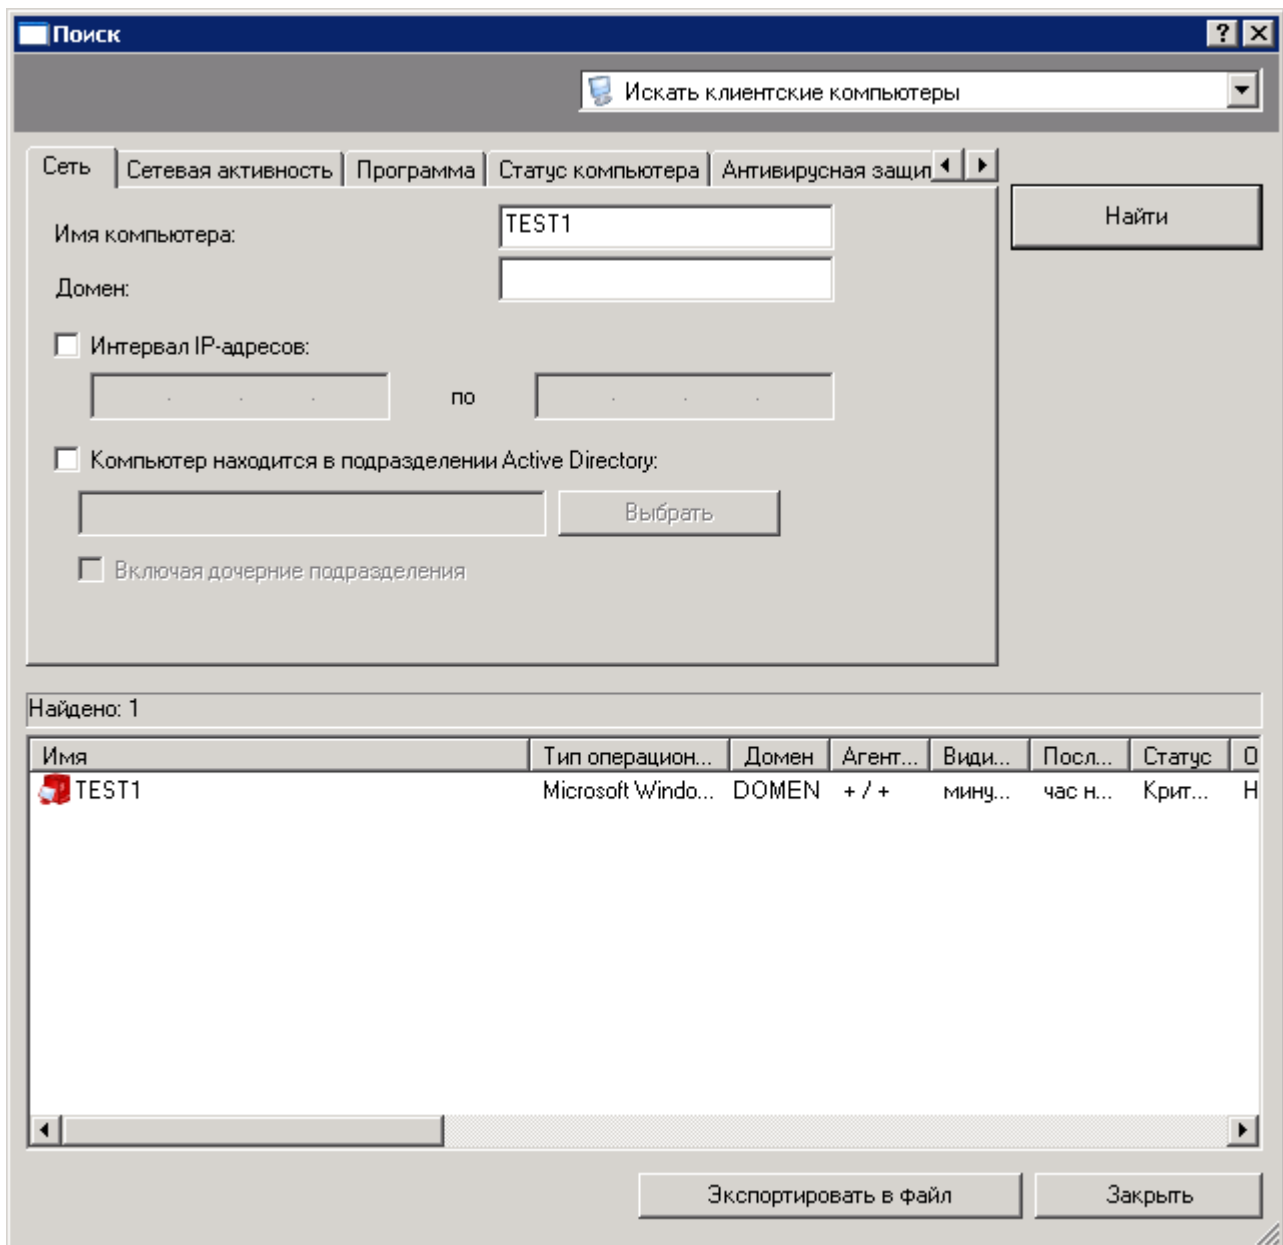 Поиск
Искать клиентские компьютеры
Сеть Сетевая активность Программа Статус компьютера Антивирусная защит
Найти
Имя компьютера: TEST1
Домен:
Интервал IP-адресов:
по
Компьютер находится в подразделении Active Directory:
Выбрать
Включая дочерние подразделения
Найдено: 1
Имя Тип операцион... Домен Агент... Види... Посл... Статус О
TEST1 Microsoft Windo... DOMEN + / + мину... час н... Крит... Н
Экспортировать в файл Закрыть